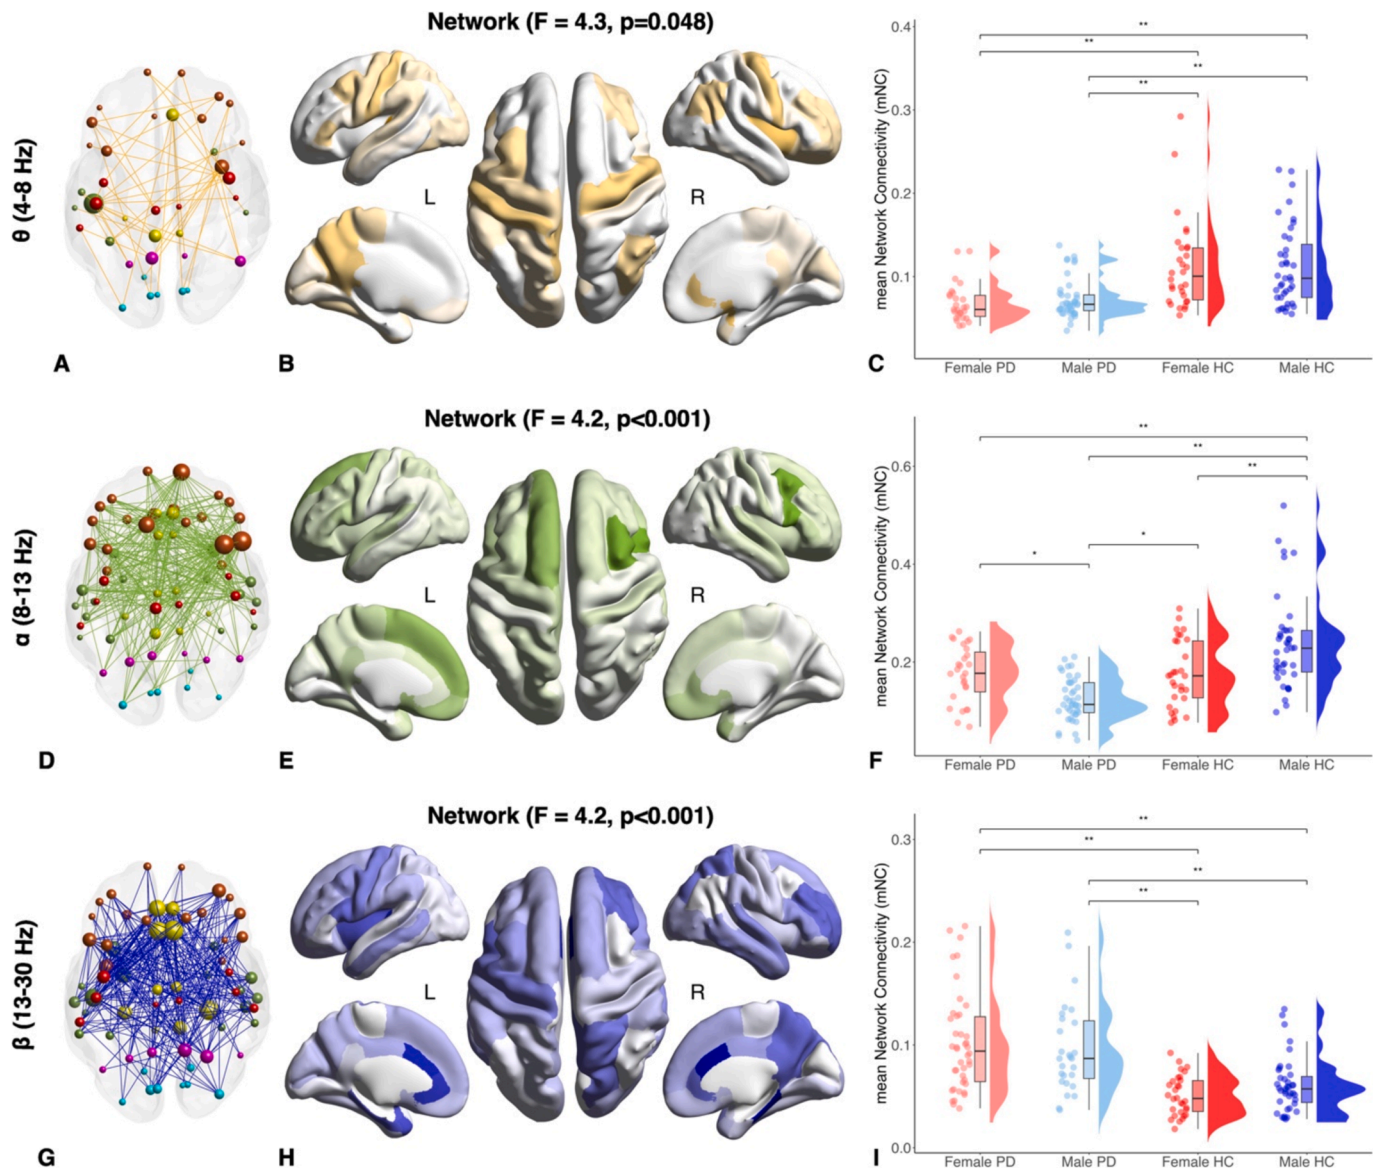 Network (F = 4.3, p=0.048)
θ (4-8 Hz)
L
R
A
B
C
mean Network Connectivity (mNC)
0.4
0.3
0.2
0.1
**
**
**
**
Female PD
Male PD
Female HC
Male HC
Network (F = 4.2, p<0.001)
α (8-13 Hz)
L
R
D
E
F
mean Network Connectivity (mNC)
0.6
0.4
0.2
**
**
**
*
*
Female PD
Male PD
Female HC
Male HC
Network (F = 4.2, p<0.001)
β (13-30 Hz)
L
R
G
H
I
mean Network Connectivity (mNC)
0.3
0.2
0.1
0.0
**
**
**
**
Female PD
Male PD
Female HC
Male HC